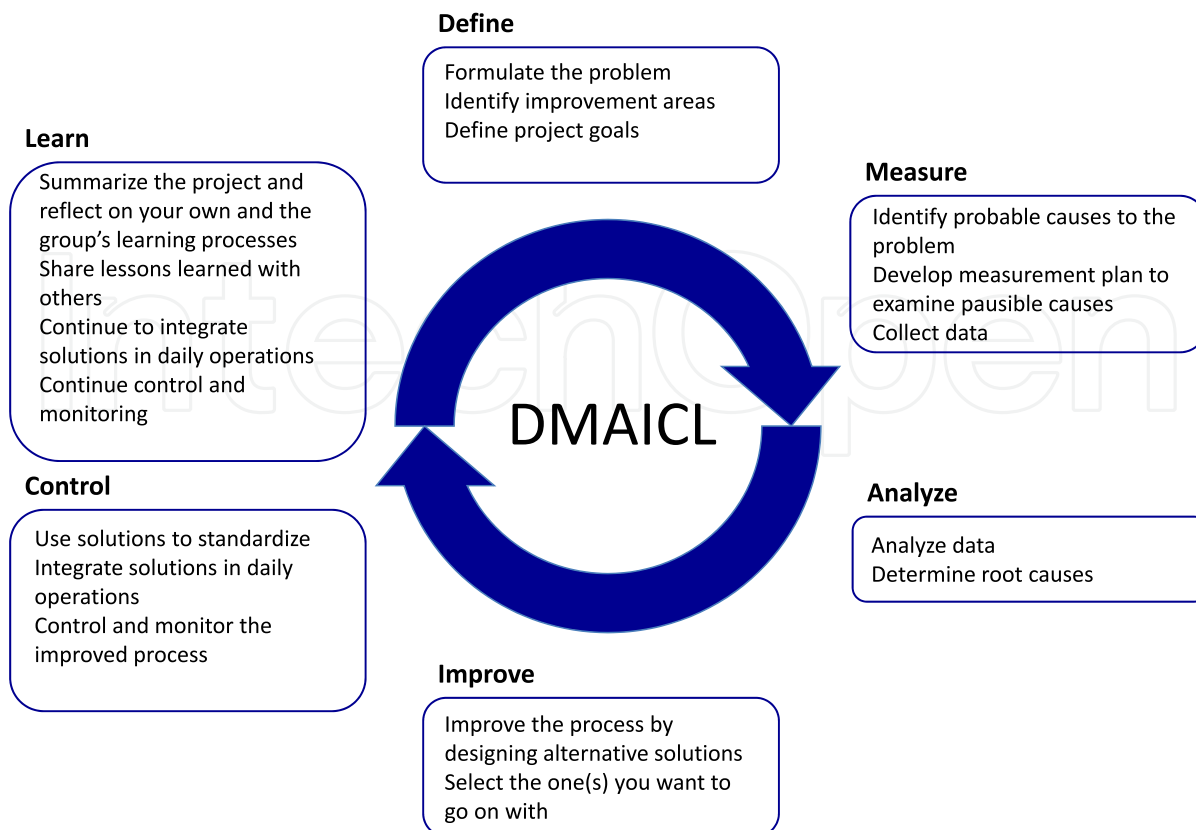 Define
Formulate the problem
Identify improvement areas
Define project goals
Measure
Identify probable causes to the
problem
Develop measurement plan to
examine pausible causes
Collect data
Analyze
Analyze data
Determine root causes
Improve
Improve the process by
designing alternative solutions
Select the one(s) you want to
go on with
Control
Use solutions to standardize
Integrate solutions in daily
operations
Control and monitor the
improved process
Learn
Summarize the project and
reflect on your own and the
group's learning processes
Share lessons learned with
others
Continue to integrate
solutions in daily operations
Continue control and
monitoring
DMAICL
IntechOpen